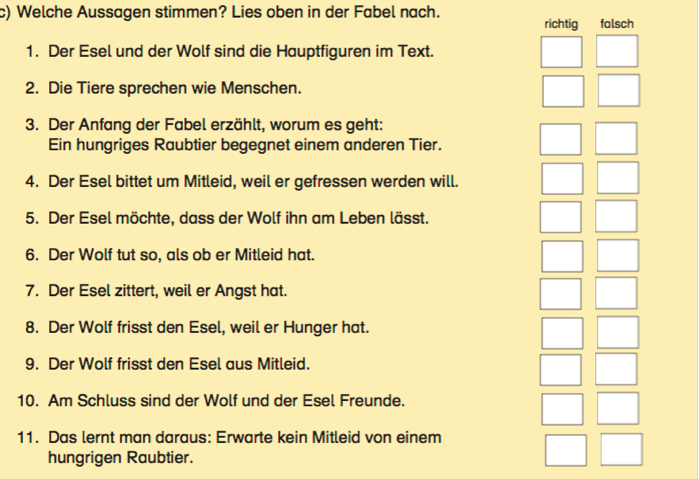 c) Welche Aussagen stimmen? Lies oben in der Fabel nach.
richtig falsch
1. Der Esel und der Wolf sind die Hauptfiguren im Text.
2. Die Tiere sprechen wie Menschen.
3. Der Anfang der Fabel erzählt, worum es geht:
Ein hungriges Raubtier begegnet einem anderen Tier.
4. Der Esel bittet um Mitleid, weil er gefressen werden will.
5. Der Esel möchte, dass der Wolf ihn am Leben lässt.
6. Der Wolf tut so, als ob er Mitleid hat.
7. Der Esel zittert, weil er Angst hat.
8. Der Wolf frisst den Esel, weil er Hunger hat.
9. Der Wolf frisst den Esel aus Mitleid.
10. Am Schluss sind der Wolf und der Esel Freunde.
11. Das lernt man daraus: Erwarte kein Mitleid von einem
hungrigen Raubtier.